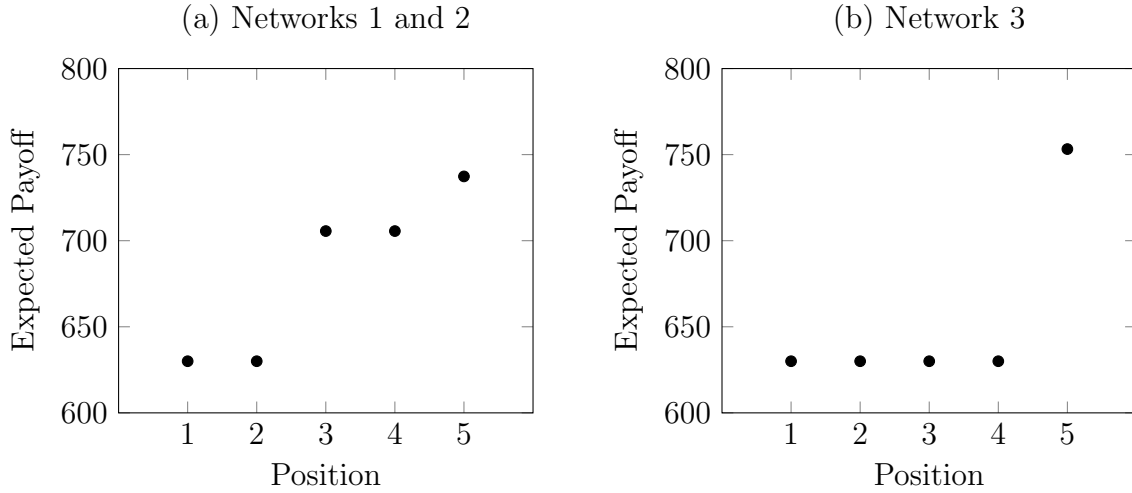 (a) Networks 1 and 2
800
750
700
650
600
Expected Payoff
1 2 3 4 5
Position
(b) Network 3
800
750
700
650
600
Expected Payoff
1 2 3 4 5
Position